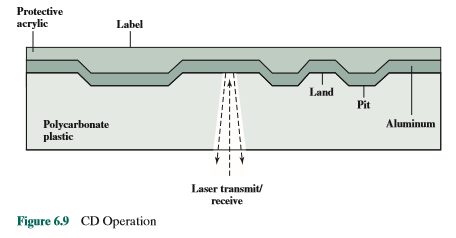 Protective
acrylic
Label
Land
Pit
Aluminum
Polycarbonate
plastic
Laser transmit/
receive
Figure 6.9 CD Operation